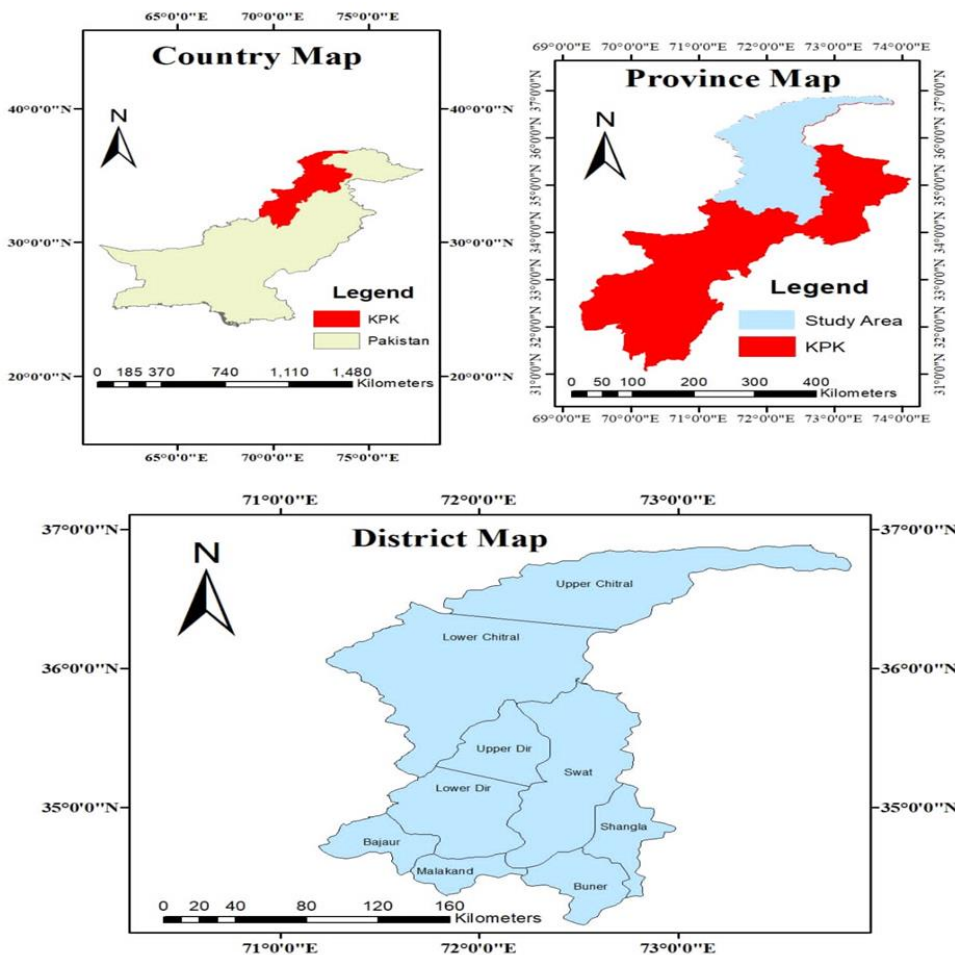 65°0'0"E 70°0'0"E 75°0'0"E
Country Map
N
40°0'0"N 40°0'0"N
30°0'0"N 30°0'0"N
20°0'0"N 20°0'0"N
Legend
KPK
Pakistan
0 185 370 740 1,110 1,480
Kilometers
65°0'0"E 70°0'0"E 75°0'0"E
69°0'0"E 70°0'0"E 71°0'0"E 72°0'0"E 73°0'0"E 74°0'0"E
Province Map
N
37°0'0"N 37°0'0"N
36°0'0"N 36°0'0"N
35°0'0"N 35°0'0"N
34°0'0"N 34°0'0"N
33°0'0"N 33°0'0"N
32°0'0"N 32°0'0"N
31°0'0"N 31°0'0"N
Legend
Study Area
KPK
0 50 100 200 300 400
Kilometers
69°0'0"E 70°0'0"E 71°0'0"E 72°0'0"E 73°0'0"E 74°0'0"E
71°0'0"E 72°0'0"E 73°0'0"E
37°0'0"N 37°0'0"N
District Map
N
Upper Chitral
Lower Chitral
36°0'0"N 36°0'0"N
Upper Dir
Swat
Lower Dir
35°0'0"N 35°0'0"N
Shangla
Bajaur
Malakand
Buner
0 20 40 80 120 160
Kilometers
71°0'0"E 72°0'0"E 73°0'0"E